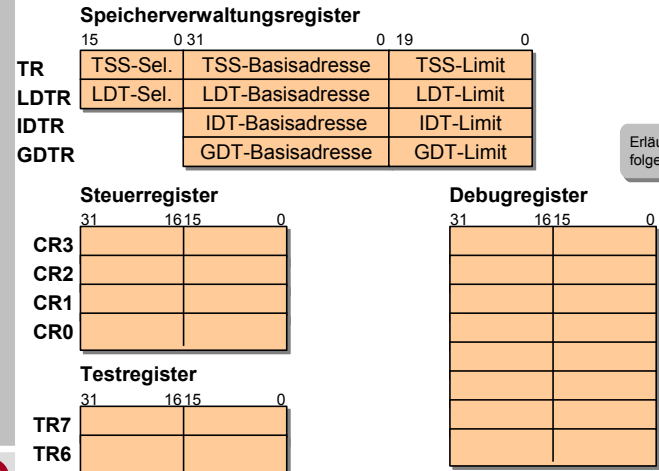 Speicherverwaltungsregister
15 0 31 0 19 0
TR TSS-Sel. TSS-Basisadresse TSS-Limit
LDTR LDT-Sel. LDT-Basisadresse LDT-Limit
IDTR IDT-Basisadresse IDT-Limit
GDTR GDT-Basisadresse GDT-Limit
Steuerregister
31 16 15 0
CR3
CR2
CR1
CR0
Testregister
31 16 15 0
TR7
TR6
Debugregister
31 16 15 0